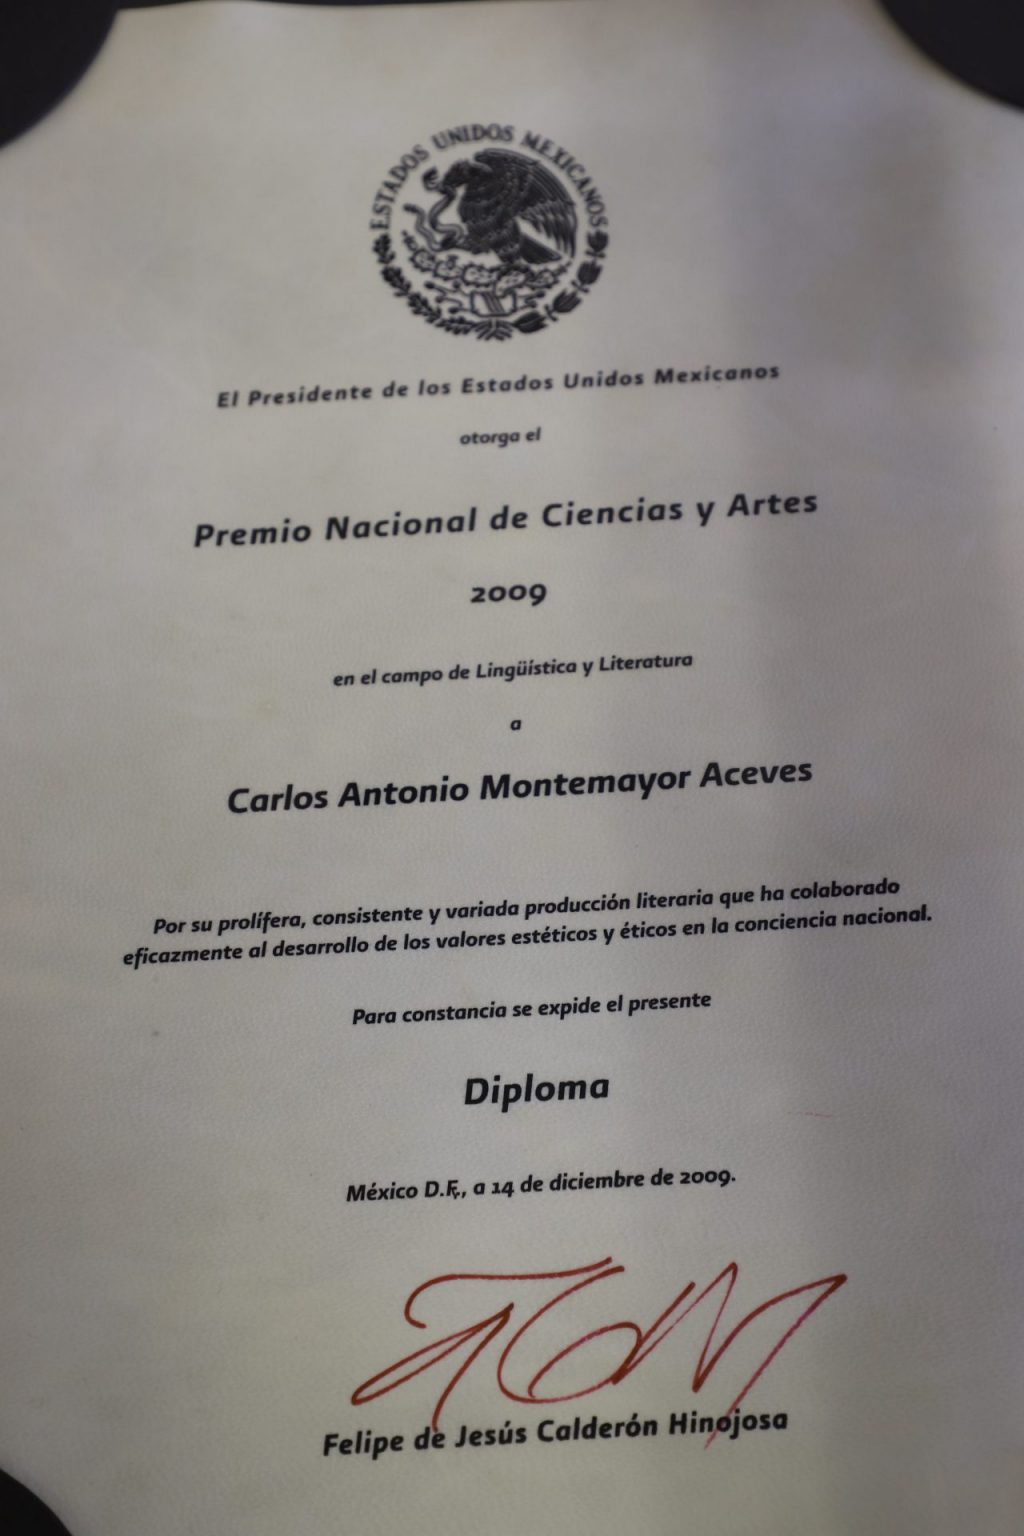 ESTADOS UNIDOS MEXICANOS
El Presidente de los Estados Unidos Mexicanos
otorga el
Premio Nacional de Ciencias y Artes
2009
en el campo de Lingüística y Literatura
a
Carlos Antonio Montemayor Aceves
Por su prolífera, consistente y variada producción literaria que ha colaborado
eficazmente al desarrollo de los valores estéticos y éticos en la conciencia nacional.
Para constancia se expide el presente
Diploma
México D.F., a 14 de diciembre de 2009.
Felipe de Jesús Calderón Hinojosa